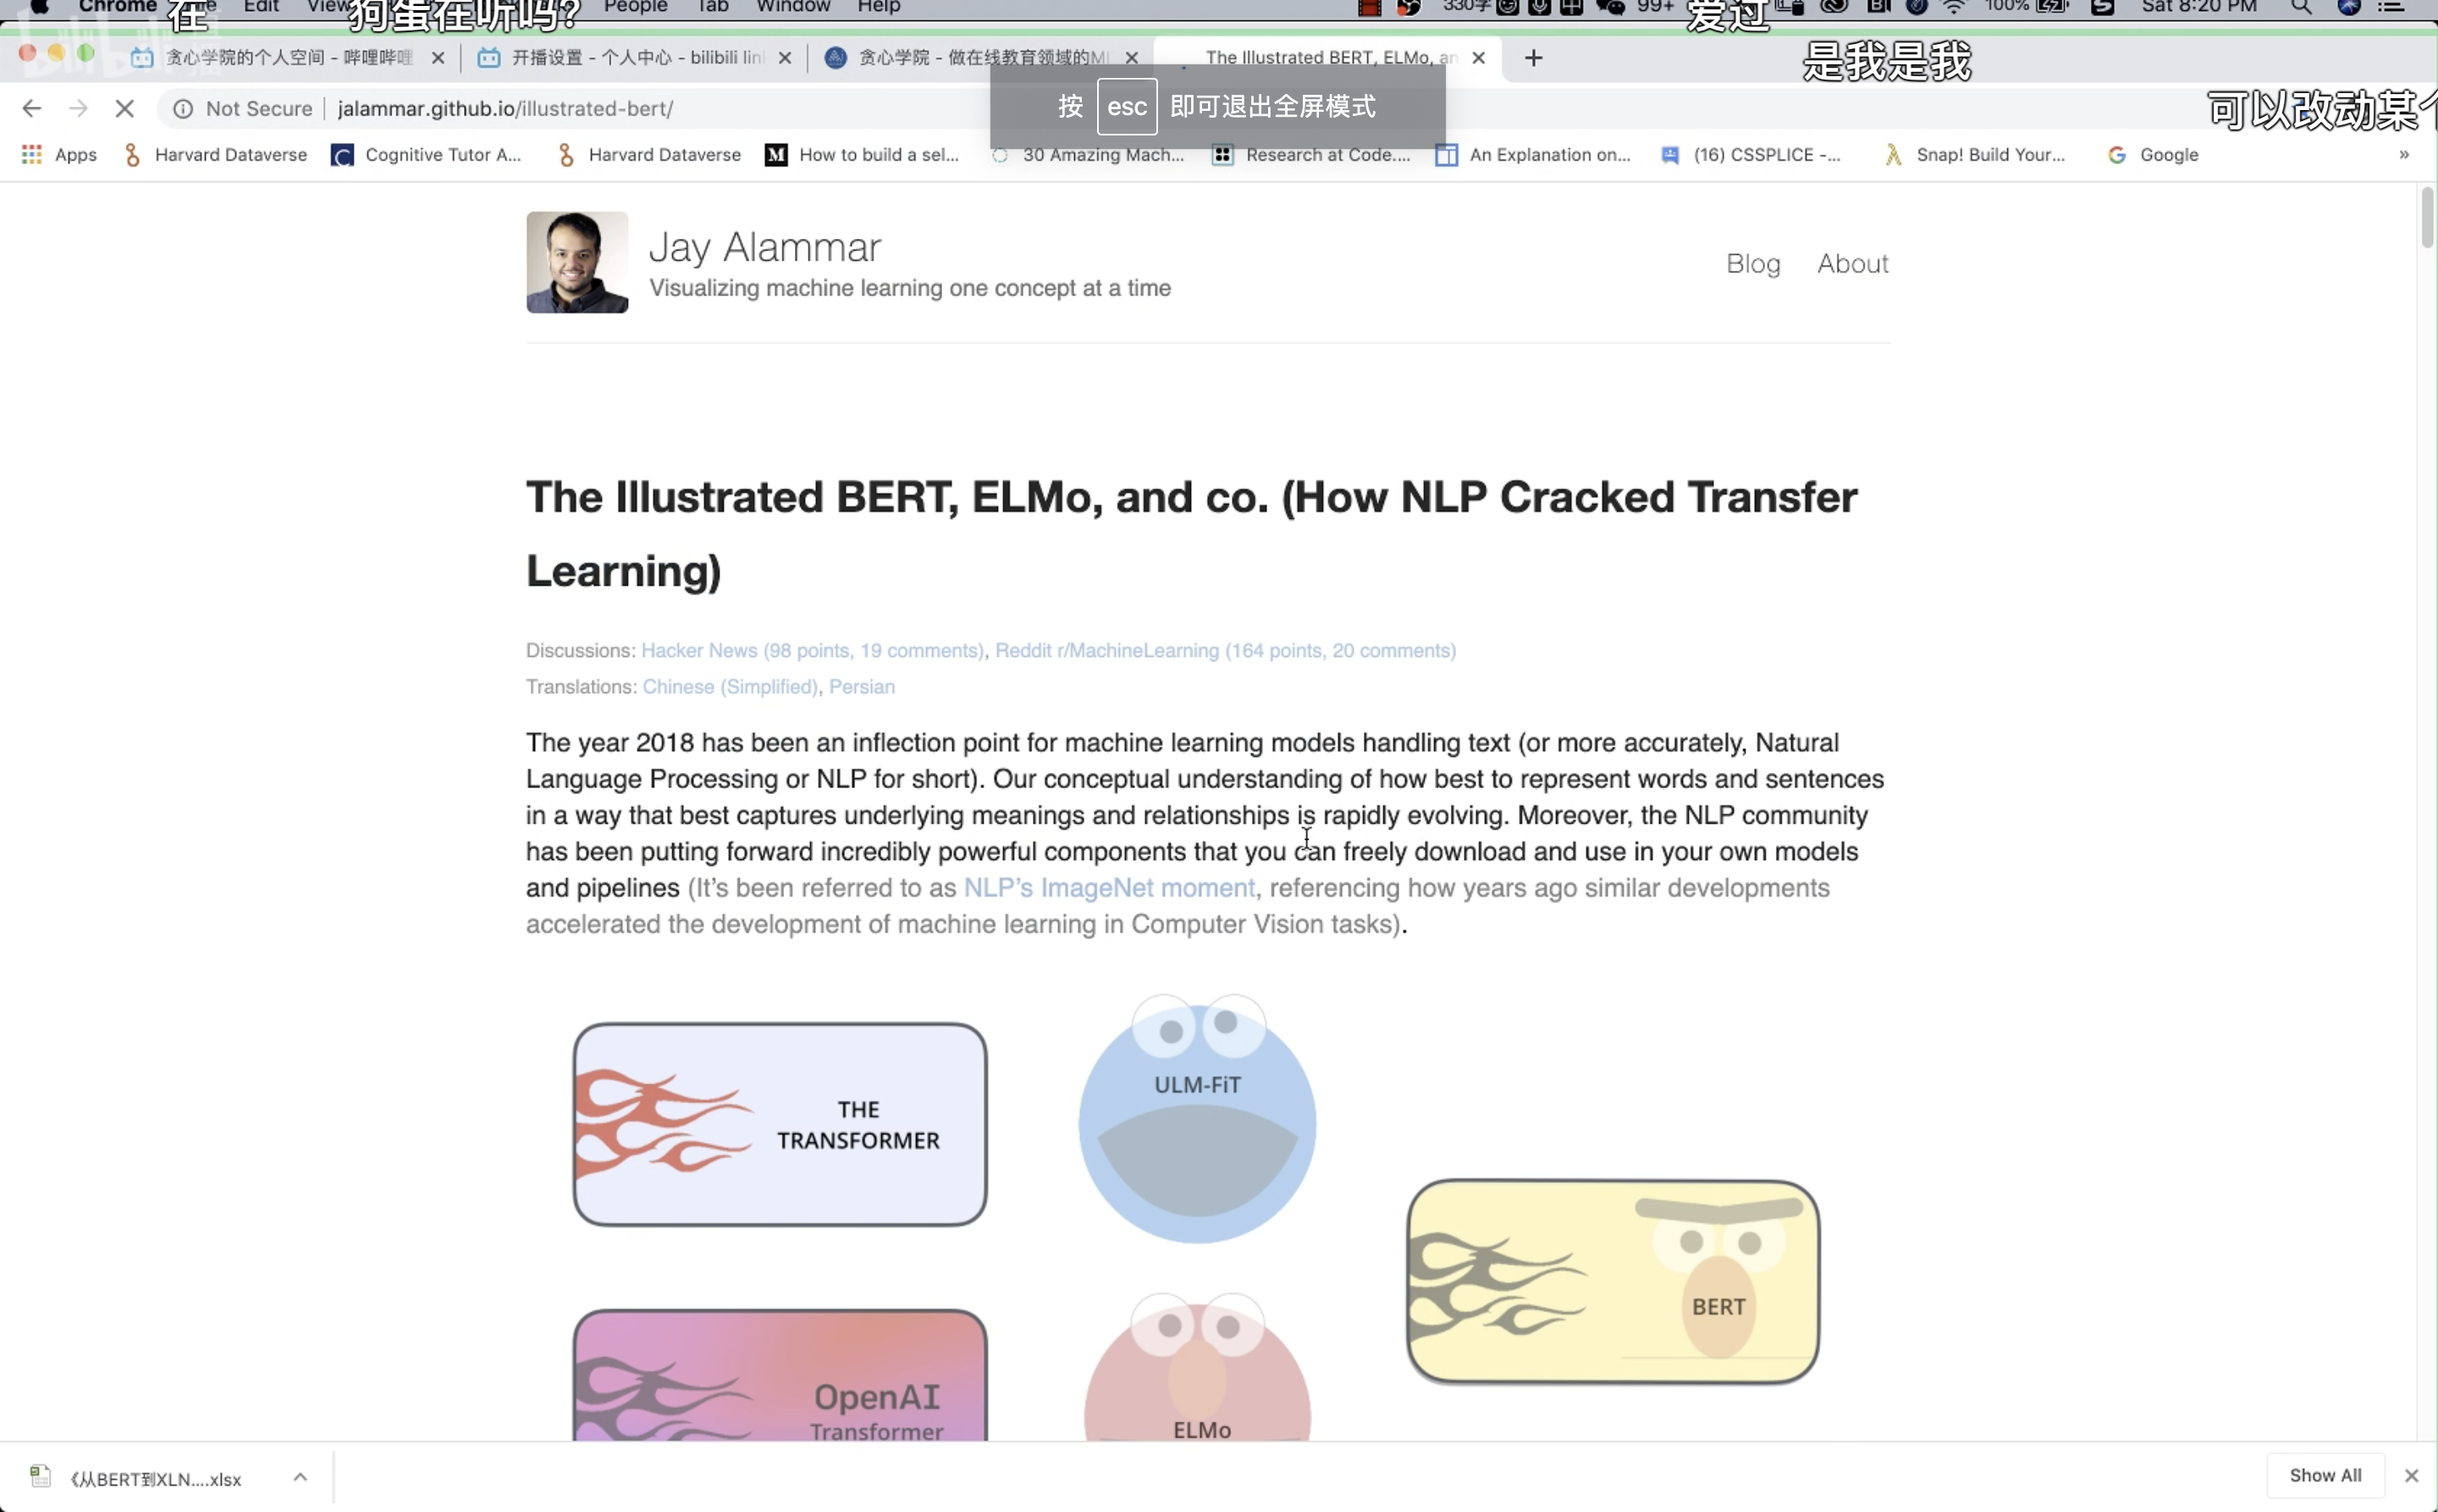 Chrome Edit View People Tab Window Help 330字 99+ 100% Sat 8:20 PM
在 狗蛋在听吗? 爱过
是我是我
可以改动某个
贪心学院的个人空间 - 哔哩哔哩 开播设置 - 个人中心 - bilibili lin 贪心学院 - 做在线教育领域的MI The Illustrated BERT, ELMo, an
按 esc 即可退出全屏模式
Not Secure jalammar.github.io/illustrated-bert/
Apps Harvard Dataverse Cognitive Tutor A... Harvard Dataverse How to build a sel... 30 Amazing Mach... Research at Code.... An Explanation on... (16) CSSPLICE -... Snap! Build Your... Google »
Jay Alammar
Visualizing machine learning one concept at a time
Blog About
The Illustrated BERT, ELMo, and co. (How NLP Cracked Transfer
Learning)
Discussions: Hacker News (98 points, 19 comments), Reddit r/MachineLearning (164 points, 20 comments)
Translations: Chinese (Simplified), Persian
The year 2018 has been an inflection point for machine learning models handling text (or more accurately, Natural
Language Processing or NLP for short). Our conceptual understanding of how best to represent words and sentences
in a way that best captures underlying meanings and relationships is rapidly evolving. Moreover, the NLP community
has been putting forward incredibly powerful components that you can freely download and use in your own models
and pipelines (It’s been referred to as NLP’s ImageNet moment, referencing how years ago similar developments
accelerated the development of machine learning in Computer Vision tasks).
THE
TRANSFORMER
ULM-FiT
BERT
OpenAI
Transformer
ELMo
《从BERT到XLN....xlsx
Show All